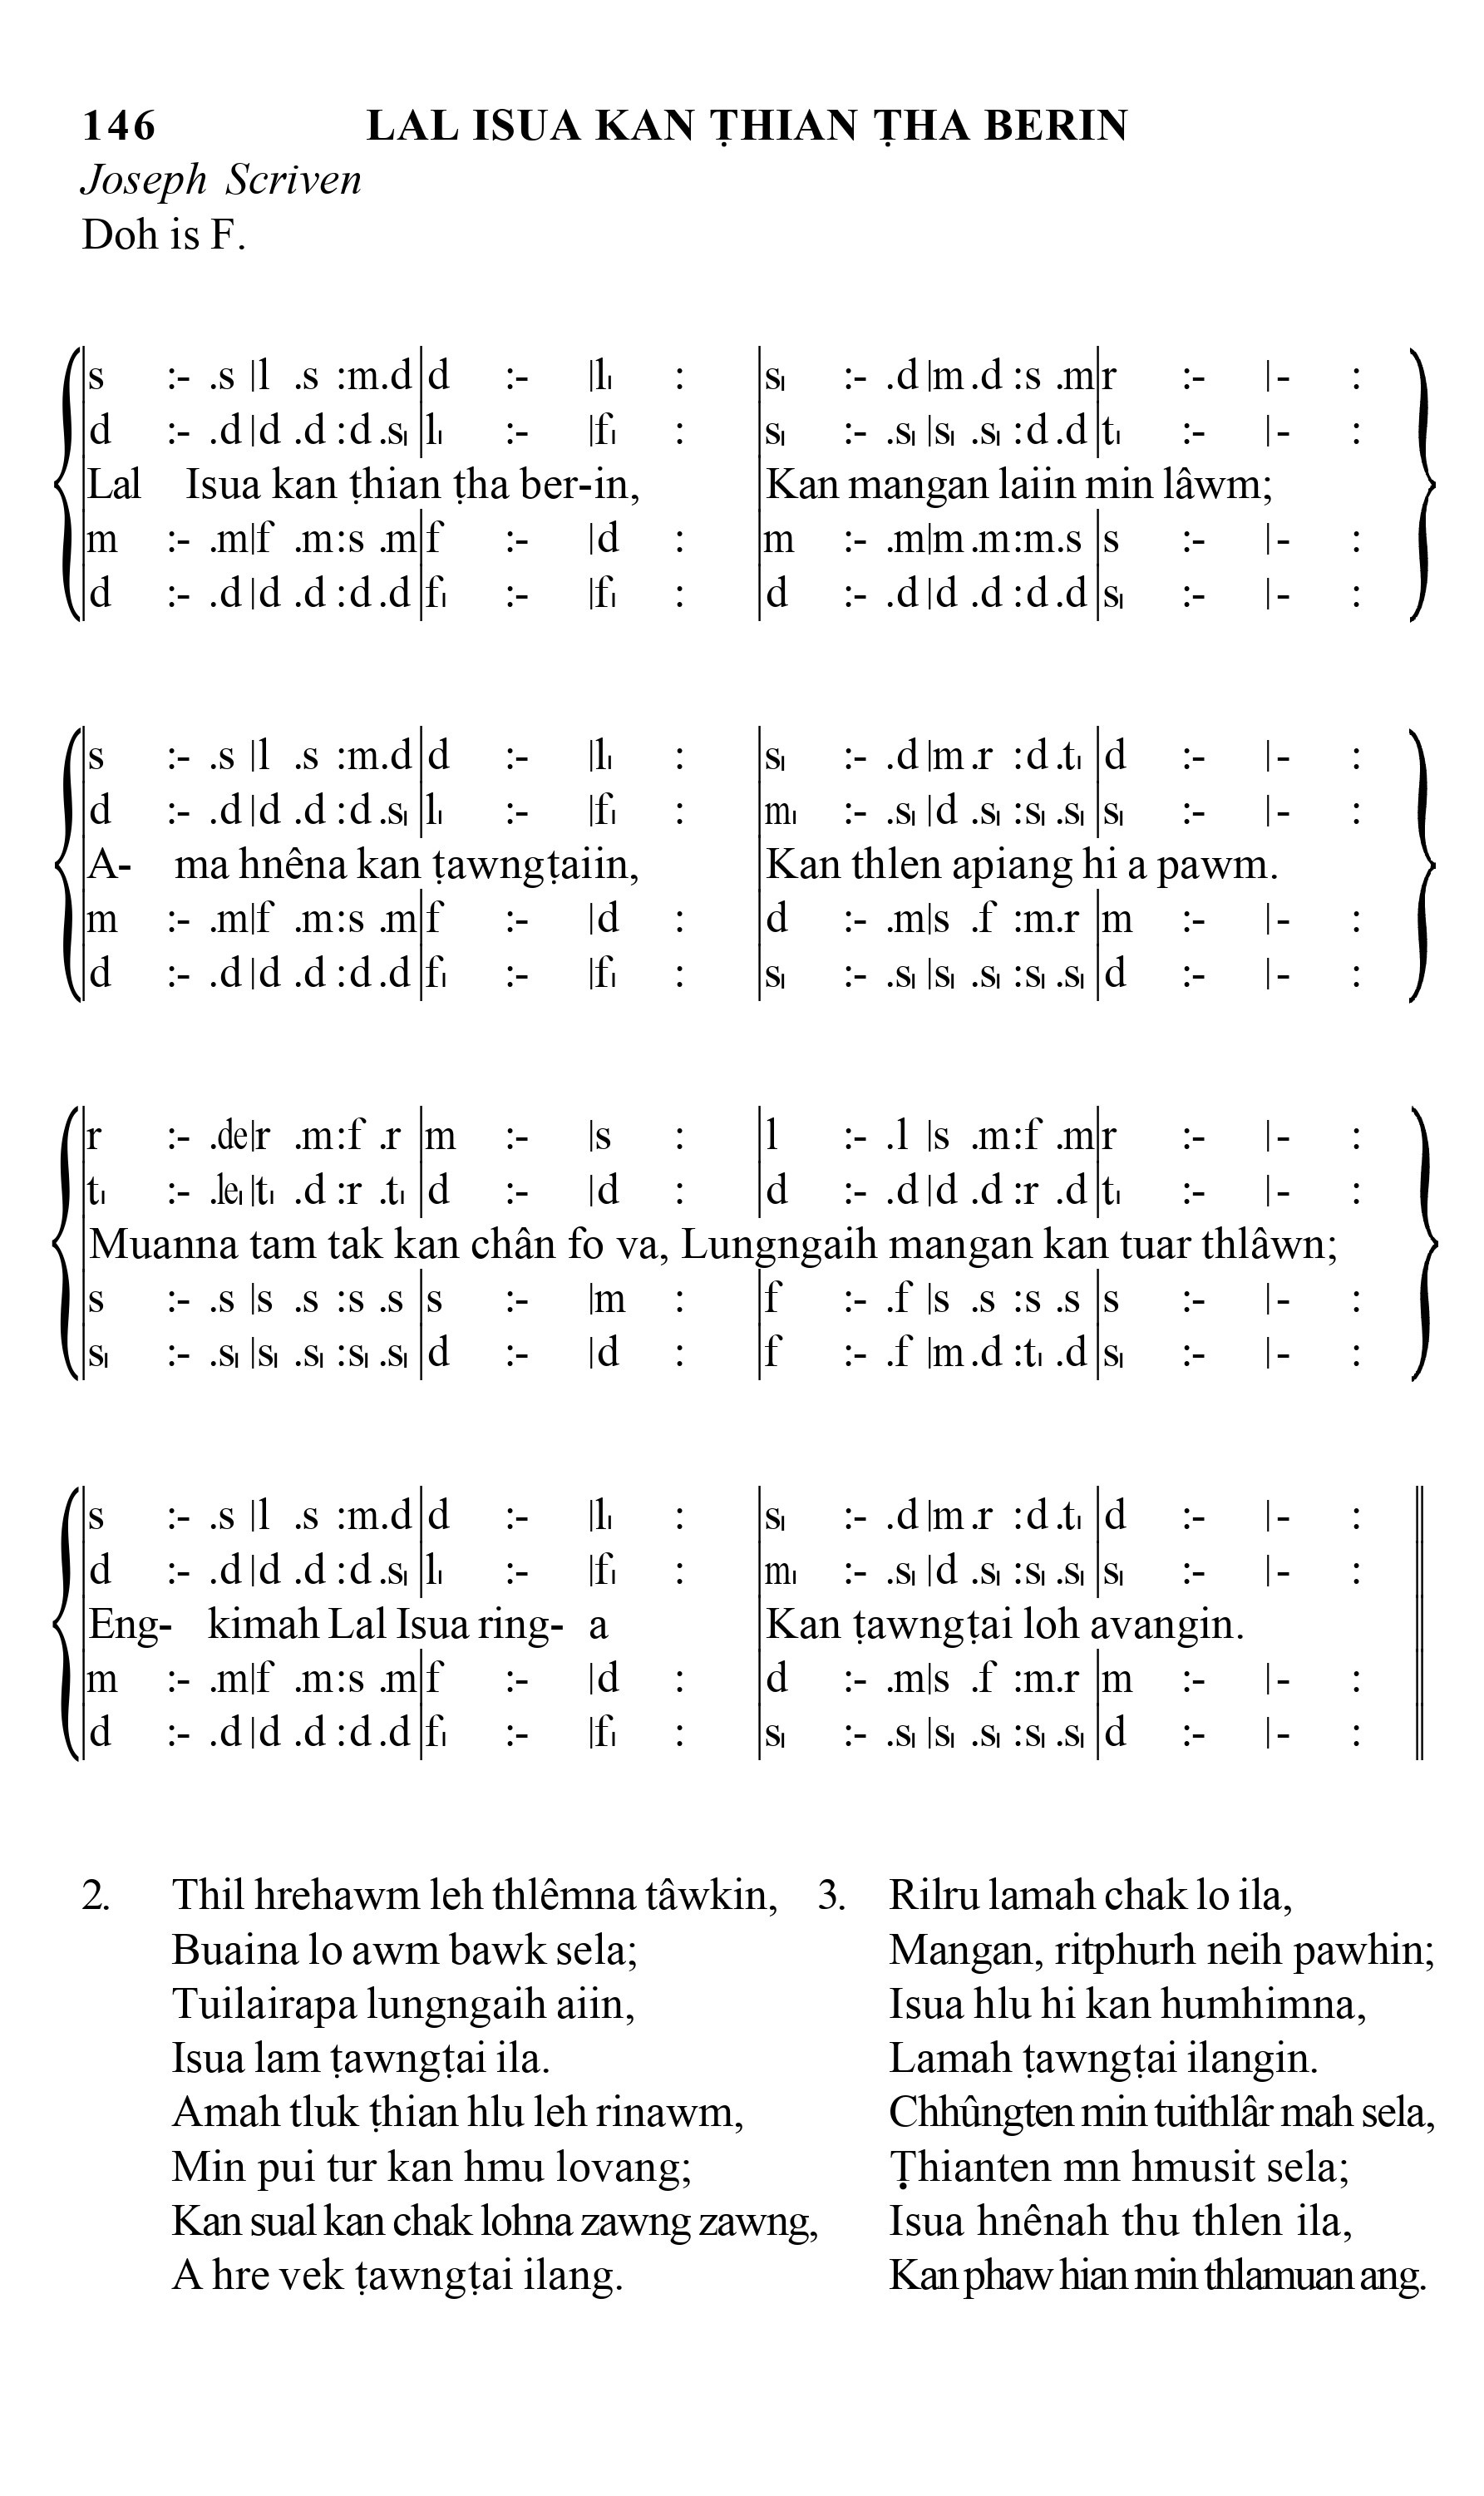 146 LAL ISUA KAN ṬHIAN ṬHA BERIN
Joseph Scriven
Doh is F.
|s :- .s |l .s :m.d|d :- |l₁ : |s₁ :- .d |m .d :s .m|r :- |- :
|d :- .d |d .d :d .s₁|l₁ :- |f₁ : |s₁ :- .s₁ |s₁ .s₁ :d .d|t₁ :- |- :
Lal Isua kan ṭhian ṭha ber-in, Kan mangan laiin min lâwm;
|m :- .m|f .m:s .m|f :- |d : |m :- .m|m .m:m.s |s :- |- :
|d :- .d |d .d :d .d|f₁ :- |f₁ : |d :- .d |d .d :d .d|s₁ :- |- :
|s :- .s |l .s :m.d|d :- |l₁ : |s₁ :- .d |m .r :d .t₁|d :- |- :
|d :- .d |d .d :d .s₁|l₁ :- |f₁ : |m₁ :- .s₁ |d .s₁ :s₁ .s₁|s₁ :- |- :
A- ma hnêna kan ṭawngṭaiin, Kan thlen apiang hi a pawm.
|m :- .m|f .m:s .m|f :- |d : |d :- .m|s .f :m.r |m :- |- :
|d :- .d |d .d :d .d|f₁ :- |f₁ : |s₁ :- .s₁ |s₁ .s₁ :s₁ .s₁|d :- |- :
|r :- .de|r .m:f .r |m :- |s : |l :- .l |s .m:f .m|r :- |- :
|t₁ :- .le₁ |t₁ .d :r .t₁|d :- |d : |d :- .d |d .d :r .d|t₁ :- |- :
Muanna tam tak kan chân fo va, Lungngaih mangan kan tuar thlâwn;
|s :- .s |s .s :s .s |s :- |m : |f :- .f |s .s :s .s |s :- |- :
|s₁ :- .s₁ |s₁ .s₁ :s₁ .s₁|d :- |d : |f :- .f |m .d :t₁ .d|s₁ :- |- :
|s :- .s |l .s :m.d|d :- |l₁ : |s₁ :- .d |m .r :d .t₁|d :- |- : ||
|d :- .d |d .d :d .s₁|l₁ :- |f₁ : |m₁ :- .s₁ |d .s₁ :s₁ .s₁|s₁ :- |- : ||
Eng- kimah Lal Isua ring- a Kan ṭawngṭai loh avangin.
|m :- .m|f .m:s .m|f :- |d : |d :- .m|s .f :m.r |m :- |- : ||
|d :- .d |d .d :d .d|f₁ :- |f₁ : |s₁ :- .s₁ |s₁ .s₁ :s₁ .s₁|d :- |- : ||
2. Thil hrehawm leh thlêmna tâwkin,
Buaina lo awm bawk sela;
Tuilairapa lungngaih aiin,
Isua lam ṭawngṭai ila.
Amah tluk ṭhian hlu leh rinawm,
Min pui tur kan hmu lovang;
Kan sual kan chak lohna zawng zawng,
A hre vek ṭawngṭai ilang.
3. Rilru lamah chak lo ila,
Mangan, ritphurh neih pawhin;
Isua hlu hi kan humhimna,
Lamah ṭawngṭai ilangin.
Chhûngten min tuithlâr mah sela,
Ṭhianten mn hmusit sela;
Isua hnênah thu thlen ila,
Kan phaw hian min thlamuan ang.